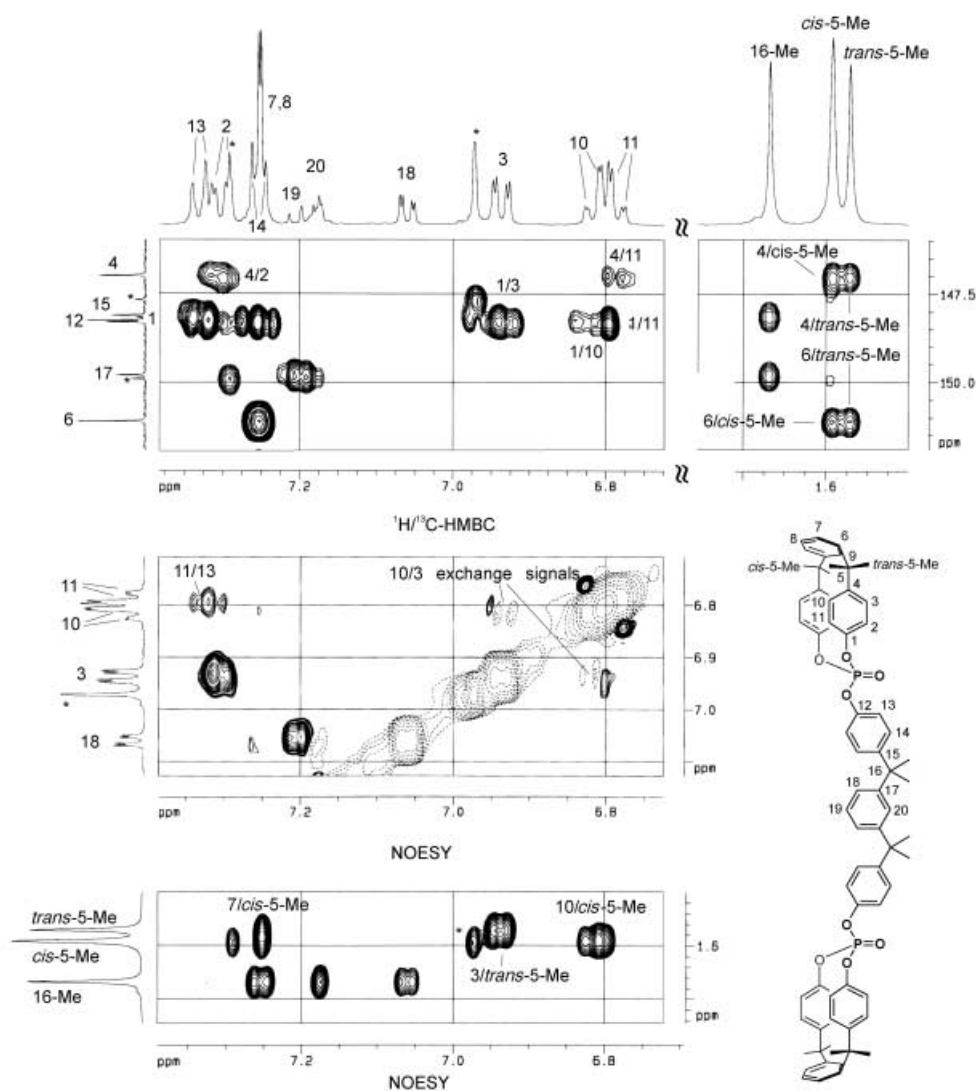 cis-5-Me
16-Me
trans-5-Me
7,8
13
2
*
*
10
11
20
3
18
19
14
4
4/2
4/11
4/cis-5-Me
1/3
147.5
*
15
12
1
1/11
4/trans-5-Me
1/10
6/trans-5-Me
17
*
150.0
6
6/cis-5-Me
ppm
ppm
7.2
7.0
6.8
1.6
¹H/¹³C-HMBC
11/13
10/3 exchange signals
11
6.8
10
3
6.9
*
7.0
18
ppm
ppm
7.2
7.0
6.8
NOESY
7/cis-5-Me
10/cis-5-Me
trans-5-Me
*
cis-5-Me
1.5
3/trans-5-Me
16-Me
ppm
ppm
7.2
7.0
6.8
NOESY
7
8
6
9
cis-5-Me
5
trans-5-Me
4
10
3
11
2
1
O
O
P=O
O
12
13
14
15
16
17
18
19
20
O
P=O
O
O